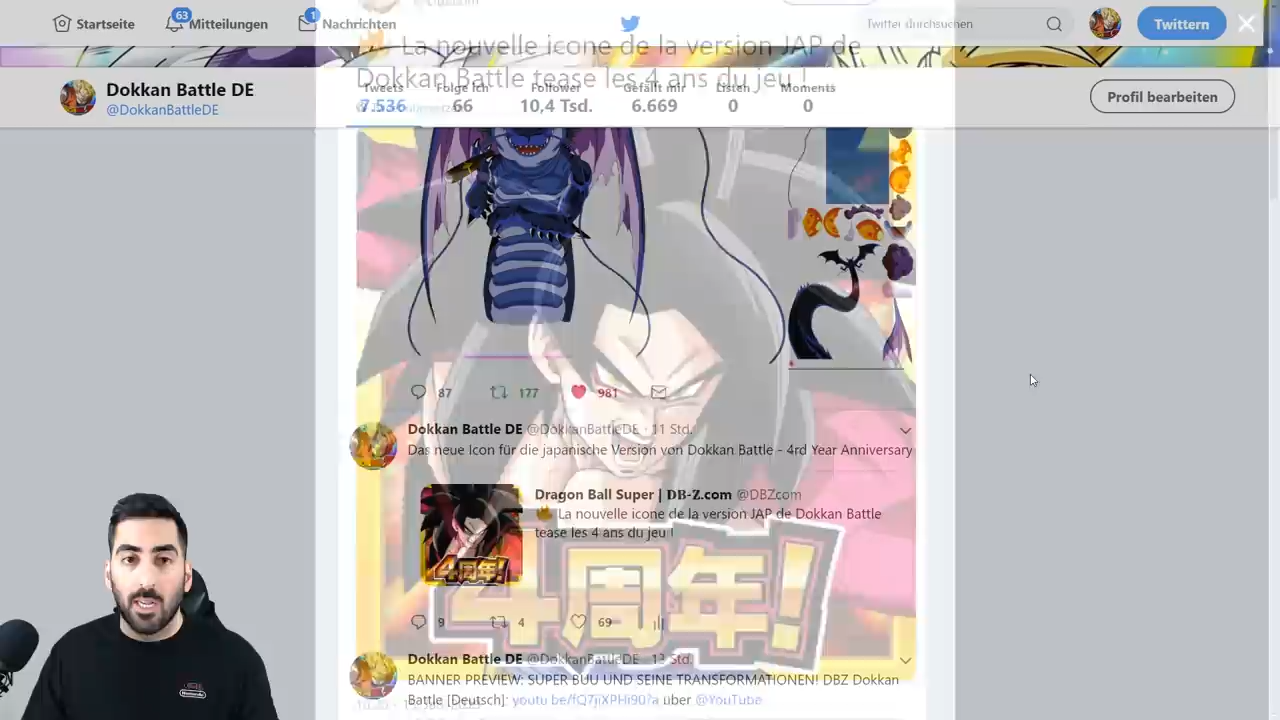 Startseite
63
Mitteilungen
1
Nachrichten
Twitter durchsuchen
Twittern
La nouvelle icone de la version JAP de
Dokkan Battle tease les 4 ans du jeu !
Dokkan Battle DE
@DokkanBattleDE
Tweets
7.536
Folge ich
66
Follower
10,4 Tsd.
Gefällt mir
6.669
Listen
0
Moments
0
Profil bearbeiten
87
177
981
Dokkan Battle DE @DokkanBattleDE · 11 Std.
Das neue Icon für die japanische Version von Dokkan Battle - 4rd Year Anniversary
Dragon Ball Super | DB-Z.com @DBZcom
La nouvelle icone de la version JAP de Dokkan Battle
tease les 4 ans du jeu !
4周年!
4周年!
9
4
69
Dokkan Battle DE @DokkanBattleDE · 13 Std.
BANNER PREVIEW: SUPER BUU UND SEINE TRANSFORMATIONEN! DBZ Dokkan
Battle [Deutsch]: youtu.be/fQ7jiXPHi90?a über @YouTube